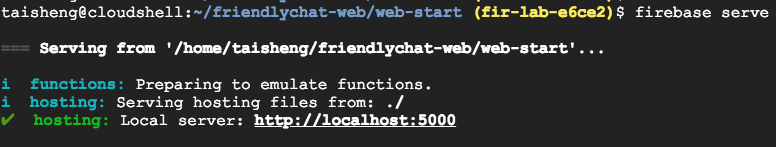 taisheng@cloudshell:~/friendlychat-web/web-start (fir-lab-e6ce2)$ firebase serve
=== Serving from '/home/taisheng/friendlychat-web/web-start'...
i  functions: Preparing to emulate functions.
i  hosting: Serving hosting files from: ./
✔  hosting: Local server: http://localhost:5000